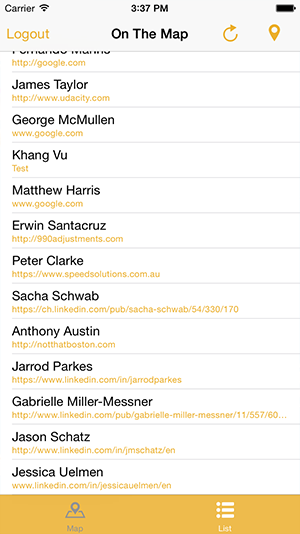 Carrier 3:37 PM
Logout On The Map
Fernando Manns
http://google.com
James Taylor
http://www.udacity.com
George McMullen
www.google.com
Khang Vu
Test
Matthew Harris
www.google.com
Erwin Santacruz
http://990adjustments.com
Peter Clarke
https://www.speedsolutions.com.au
Sacha Schwab
https://ch.linkedin.com/pub/sacha-schwab/54/330/170
Anthony Austin
http://notthatboston.com
Jarrod Parkes
https://www.linkedin.com/in/jarrodparkes
Gabrielle Miller-Messner
http://www.linkedin.com/pub/gabrielle-miller-messner/11/557/60...
Jason Schatz
http://www.linkedin.com/in/jmschatz/en
Jessica Uelmen
www.linkedin.com/in/jessicauelmen/en
Map List